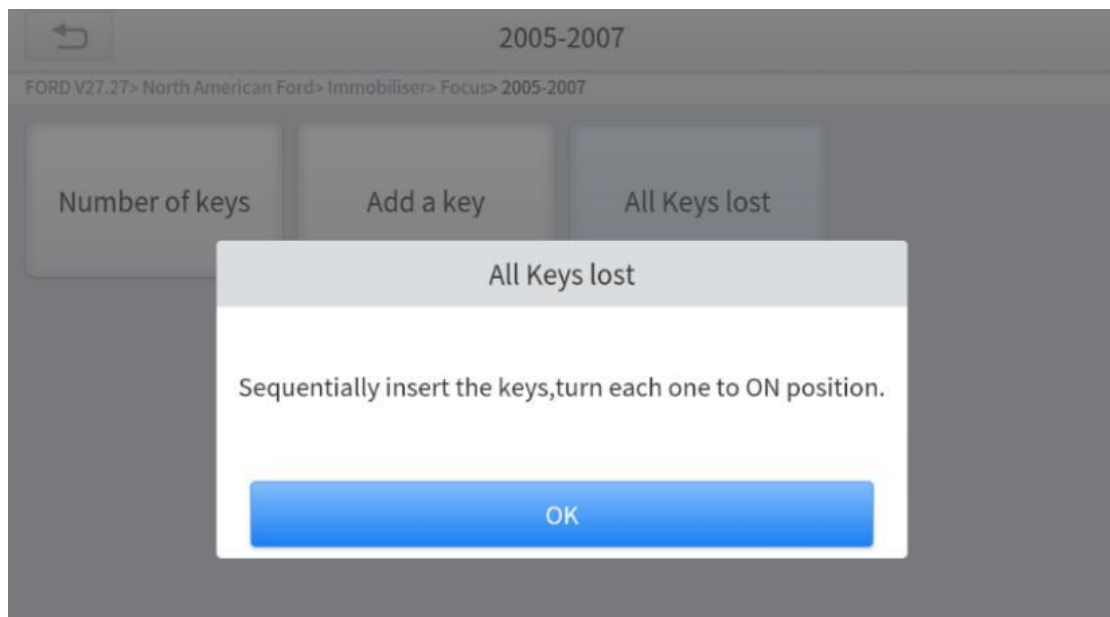 2005-2007
FORD V27.27> North American Ford> Immobiliser> Focus> 2005-2007
Number of keys
Add a key
All Keys lost
All Keys lost
Sequentially insert the keys,turn each one to ON position.
OK